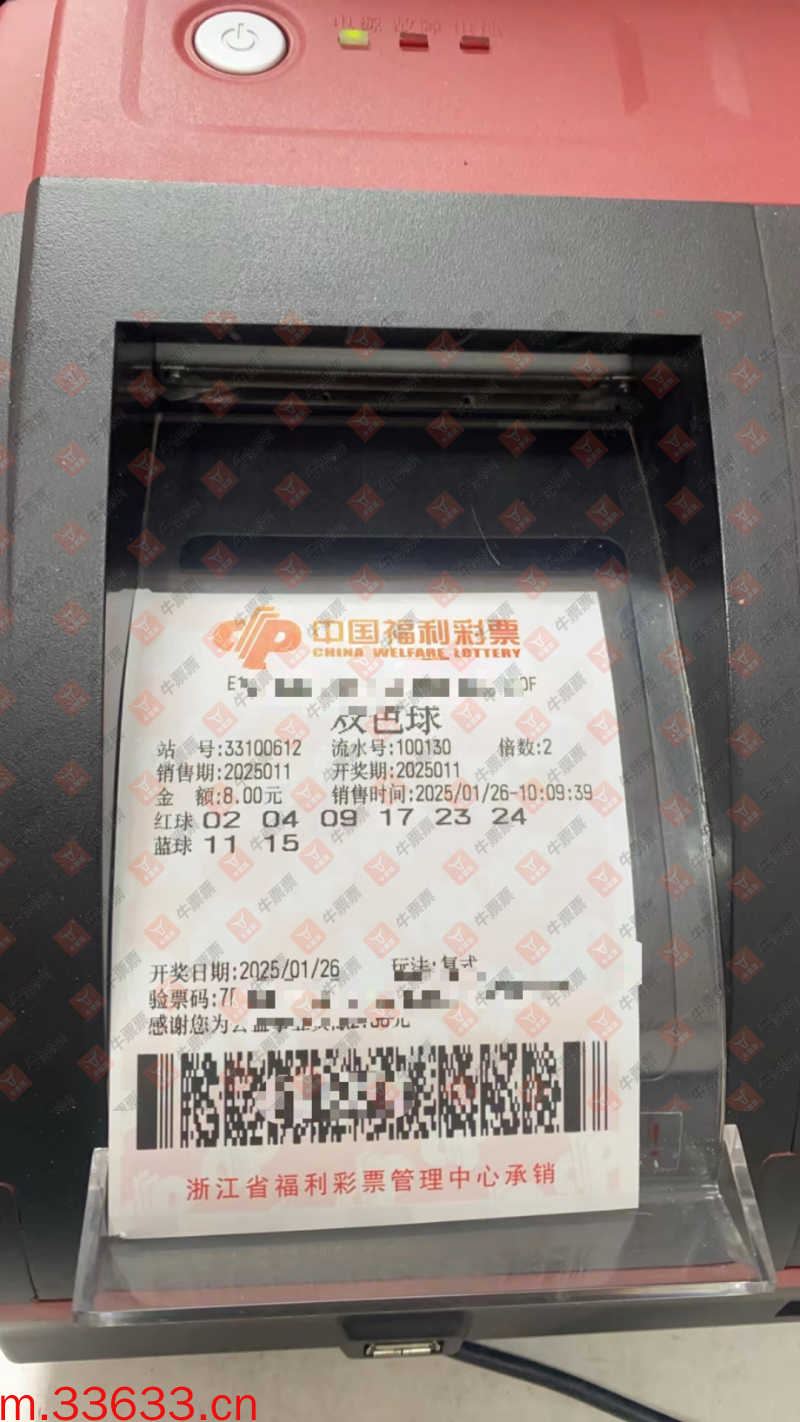 中国福利彩票
CHINA WELFARE LOTTERY
双色球
站 号:33100612 流水号:100130 倍数:2
销售期:2025011 开奖期:2025011
金 额:8.00元 销售时间:2025/01/26-10:09:39
红球 02 04 09 17 23 24
蓝球 11 15
开奖日期:2025/01/26 玩法:复式
验票码:7
感谢您为公益事业贡献
浙江省福利彩票管理中心承销
牛票票
m.33633.cn